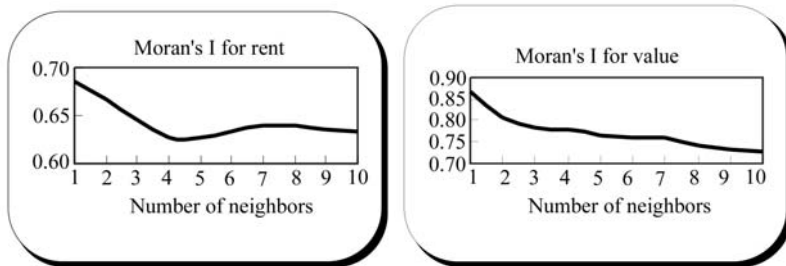 Moran's I for rent
0.70
0.65
0.60
1 2 3 4 5 6 7 8 9 10
Number of neighbors
Moran's I for value
0.90
0.85
0.80
0.75
0.70
1 2 3 4 5 6 7 8 9 10
Number of neighbors